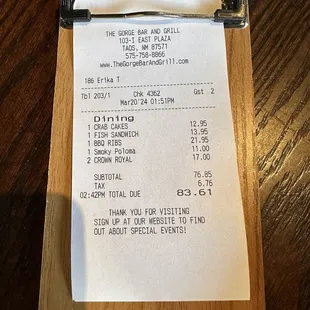 THE GORGE BAR AND GRILL
103-I EAST PLAZA
TAOS, NM 87571
575-758-8866
www.TheGorgeBarAndGrill.com
186 Erika T
Tbl 203/1 Chk 4362 Gst 2
Mar20'24 01:51PM
Dining
1 CRAB CAKES 12.95
1 FISH SANDWICH 13.95
1 BBQ RIBS 21.95
1 Smoky Poloma 11.00
2 CROWN ROYAL 17.00
SUBTOTAL 76.85
TAX 6.76
02:42PM TOTAL DUE 83.61
THANK YOU FOR VISITING
SIGN UP AT OUR WEBSITE TO FIND
OUT ABOUT SPECIAL EVENTS!